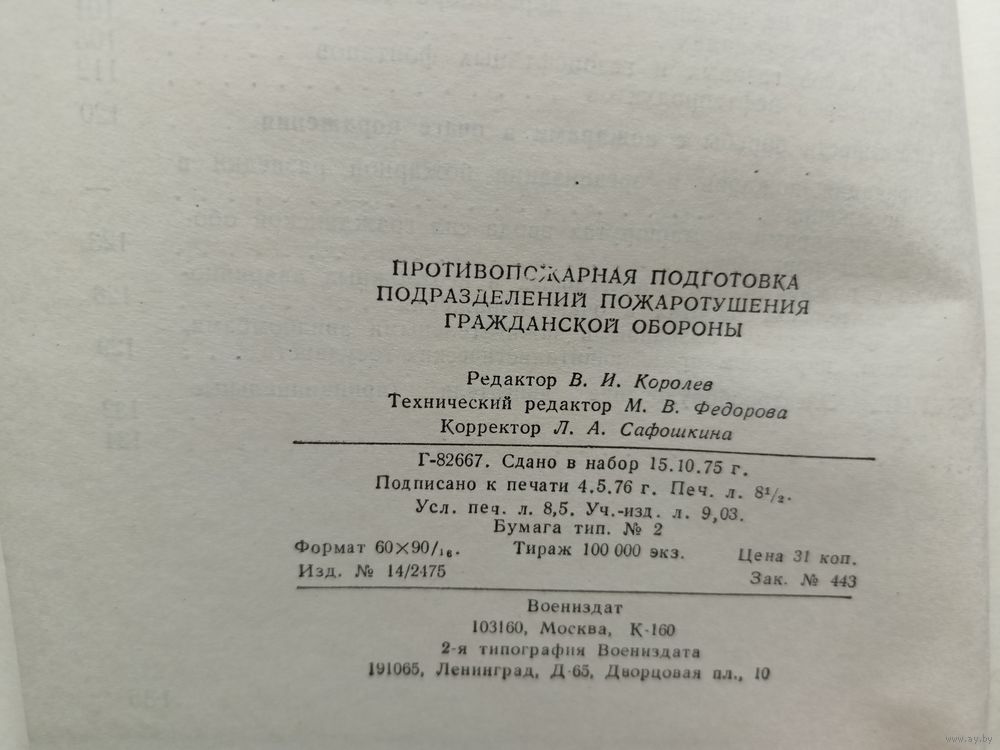 ПРОТИВОПОЖАРНАЯ ПОДГОТОВКА
ПОДРАЗДЕЛЕНИЙ ПОЖАРОТУШЕНИЯ
ГРАЖДАНСКОЙ ОБОРОНЫ
Редактор В. И. Королев
Технический редактор М. В. Федорова
Корректор Л. А. Сафошкина
Г-82667. Сдано в набор 15.10.75 г.
Подписано к печати 4.5.76 г. Печ. л. 8¹/₂.
Усл. печ. л. 8,5. Уч.-изд. л. 9,03.
Бумага тип. № 2
Формат 60×90/₁₆. Тираж 100 000 экз. Цена 31 коп.
Изд. № 14/2475 Зак. № 443
Воениздат
103160, Москва, К-160
2-я типография Воениздата
191065, Ленинград, Д-65, Дворцовая пл., 10
www.ay.by